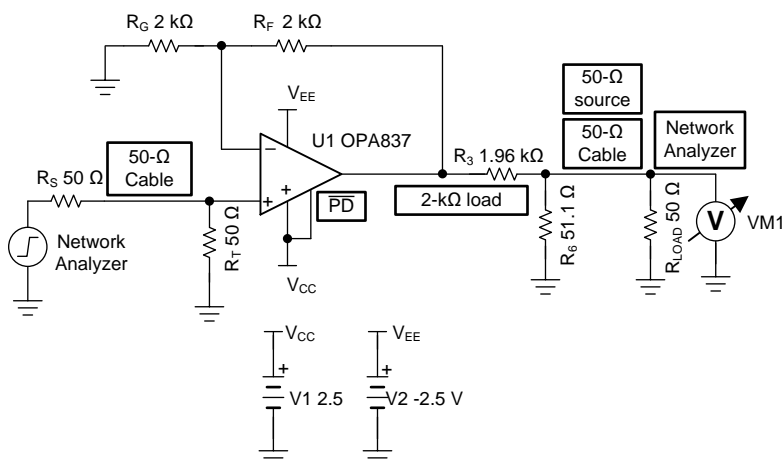 R_G 2 kΩ
R_F 2 kΩ
V_EE
U1 OPA837
−
+
+
PD
50-Ω
Cable
R_S 50 Ω
Network
Analyzer
R_T 50 Ω
V_CC
R_3 1.96 kΩ
2-kΩ load
50-Ω
source
50-Ω
Cable
Network
Analyzer
R_6 51.1 Ω
R_LOAD 50 Ω
V
VM1
V_CC
+
V1 2.5
V_EE
+
V2 -2.5 V